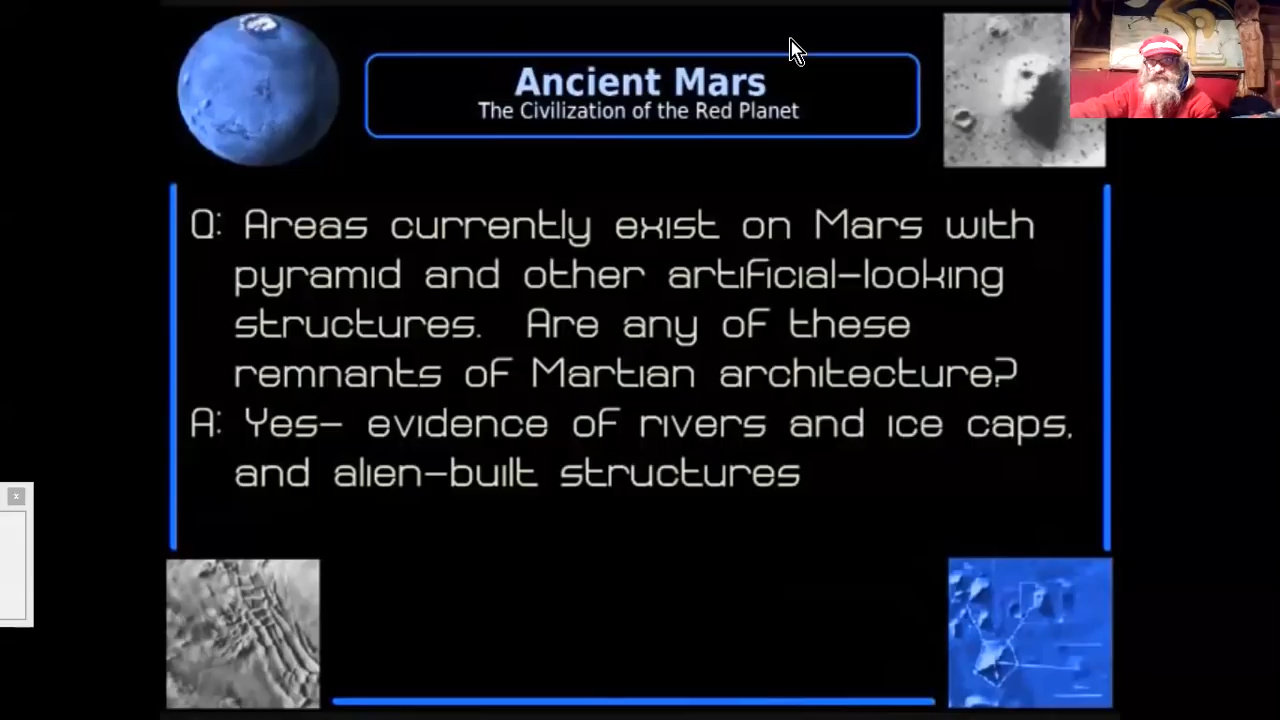 Ancient Mars
The Civilization of the Red Planet
Q: Areas currently exist on Mars with
pyramid and other artificial-looking
structures. Are any of these
remnants of Martian architecture?
A: Yes- evidence of rivers and ice caps,
and alien-built structures
x